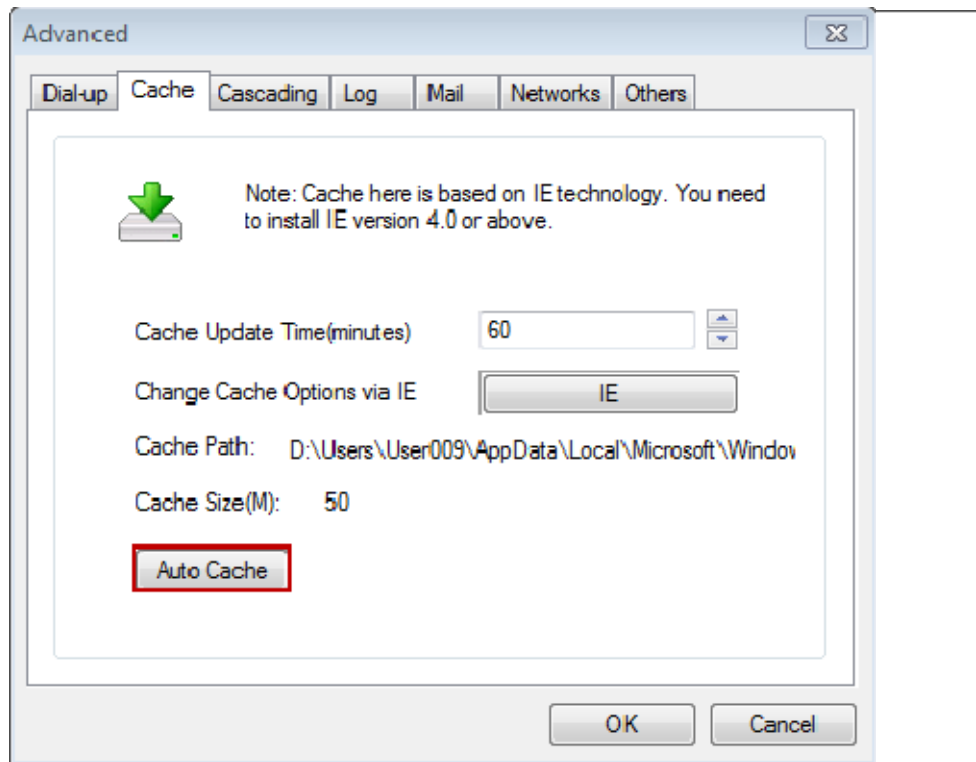 Advanced
Dial-up Cache Cascading Log Mail Networks Others
Note: Cache here is based on IE technology. You need
to install IE version 4.0 or above.
Cache Update Time(minutes) 60
Change Cache Options via IE IE
Cache Path: D:\Users\User009\AppData\Local\Microsoft\Window
Cache Size(M): 50
Auto Cache
OK Cancel